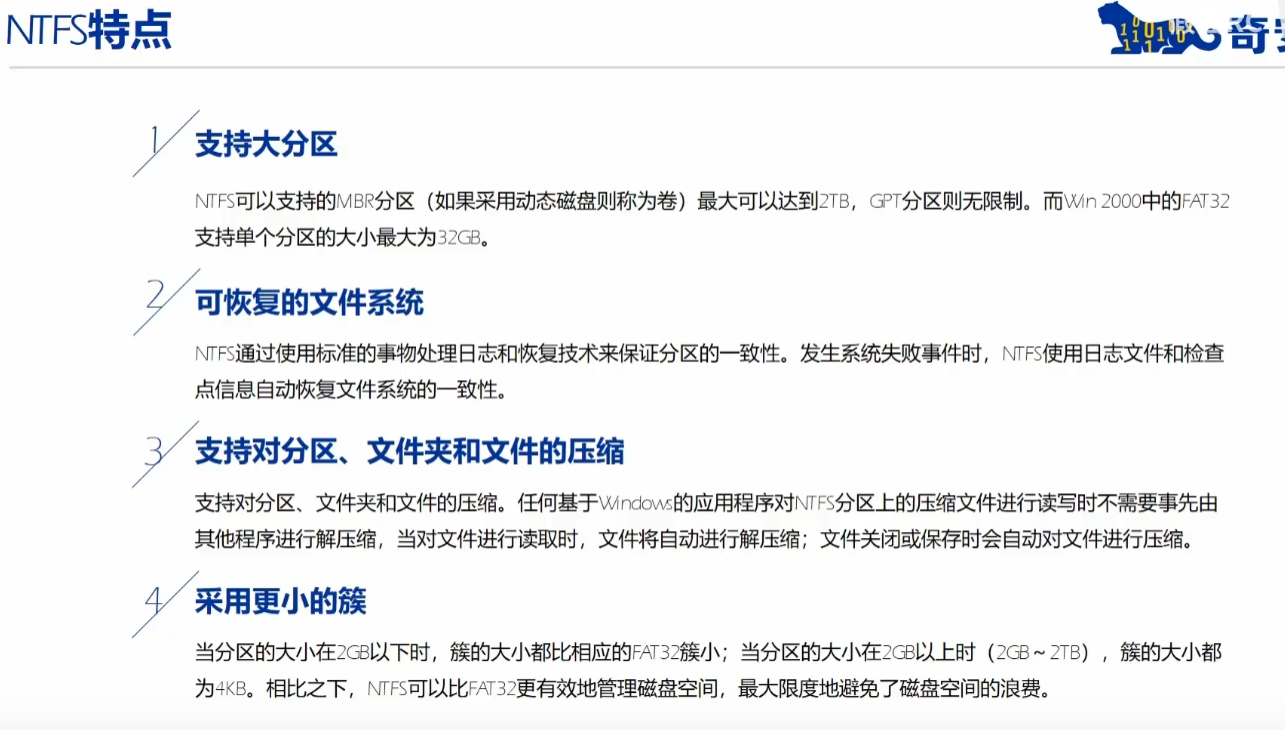 NTFS特点
奇
1
支持大分区
NTFS可以支持的MBR分区（如果采用动态磁盘则称为卷）最大可以达到2TB，GPT分区则无限制。而Win 2000中的FAT32
支持单个分区的大小最大为32GB。
2
可恢复的文件系统
NTFS通过使用标准的事物处理日志和恢复技术来保证分区的一致性。发生系统失败事件时，NTFS使用日志文件和检查
点信息自动恢复文件系统的一致性。
3
支持对分区、文件夹和文件的压缩
支持对分区、文件夹和文件的压缩。任何基于Windows的应用程序对NTFS分区上的压缩文件进行读写时不需要事先由
其他程序进行解压缩，当对文件进行读取时，文件将自动进行解压缩；文件关闭或保存时会自动对文件进行压缩。
4
采用更小的簇
当分区的大小在2GB以下时，簇的大小都比相应的FAT32簇小；当分区的大小在2GB以上时（2GB～2TB），簇的大小都
为4KB。相比之下，NTFS可以比FAT32更有效地管理磁盘空间，最大限度地避免了磁盘空间的浪费。